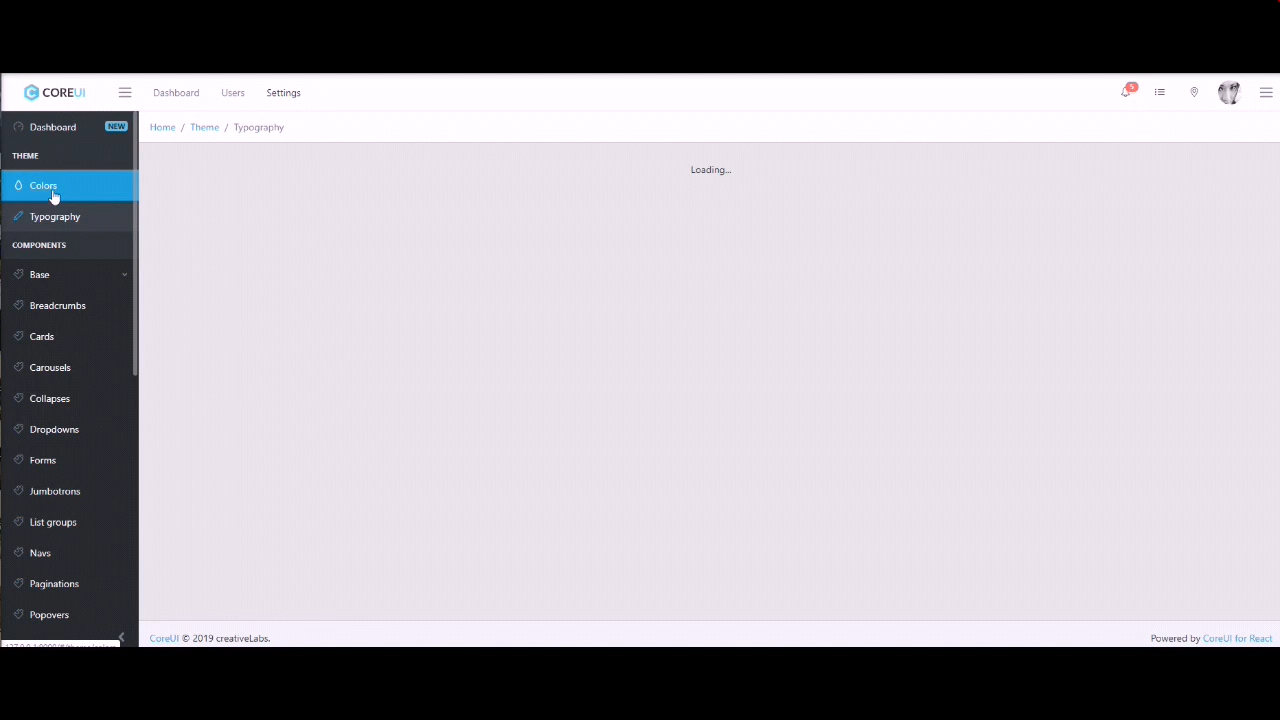 COREUI Dashboard Users Settings 5
Dashboard NEW
Home / Theme / Typography
THEME
Loading...
Colors
Typography
COMPONENTS
Base
Breadcrumbs
Cards
Carousels
Collapses
Dropdowns
Forms
Jumbotrons
List groups
Navs
Paginations
Popovers
CoreUI © 2019 creativeLabs. Powered by CoreUI for React